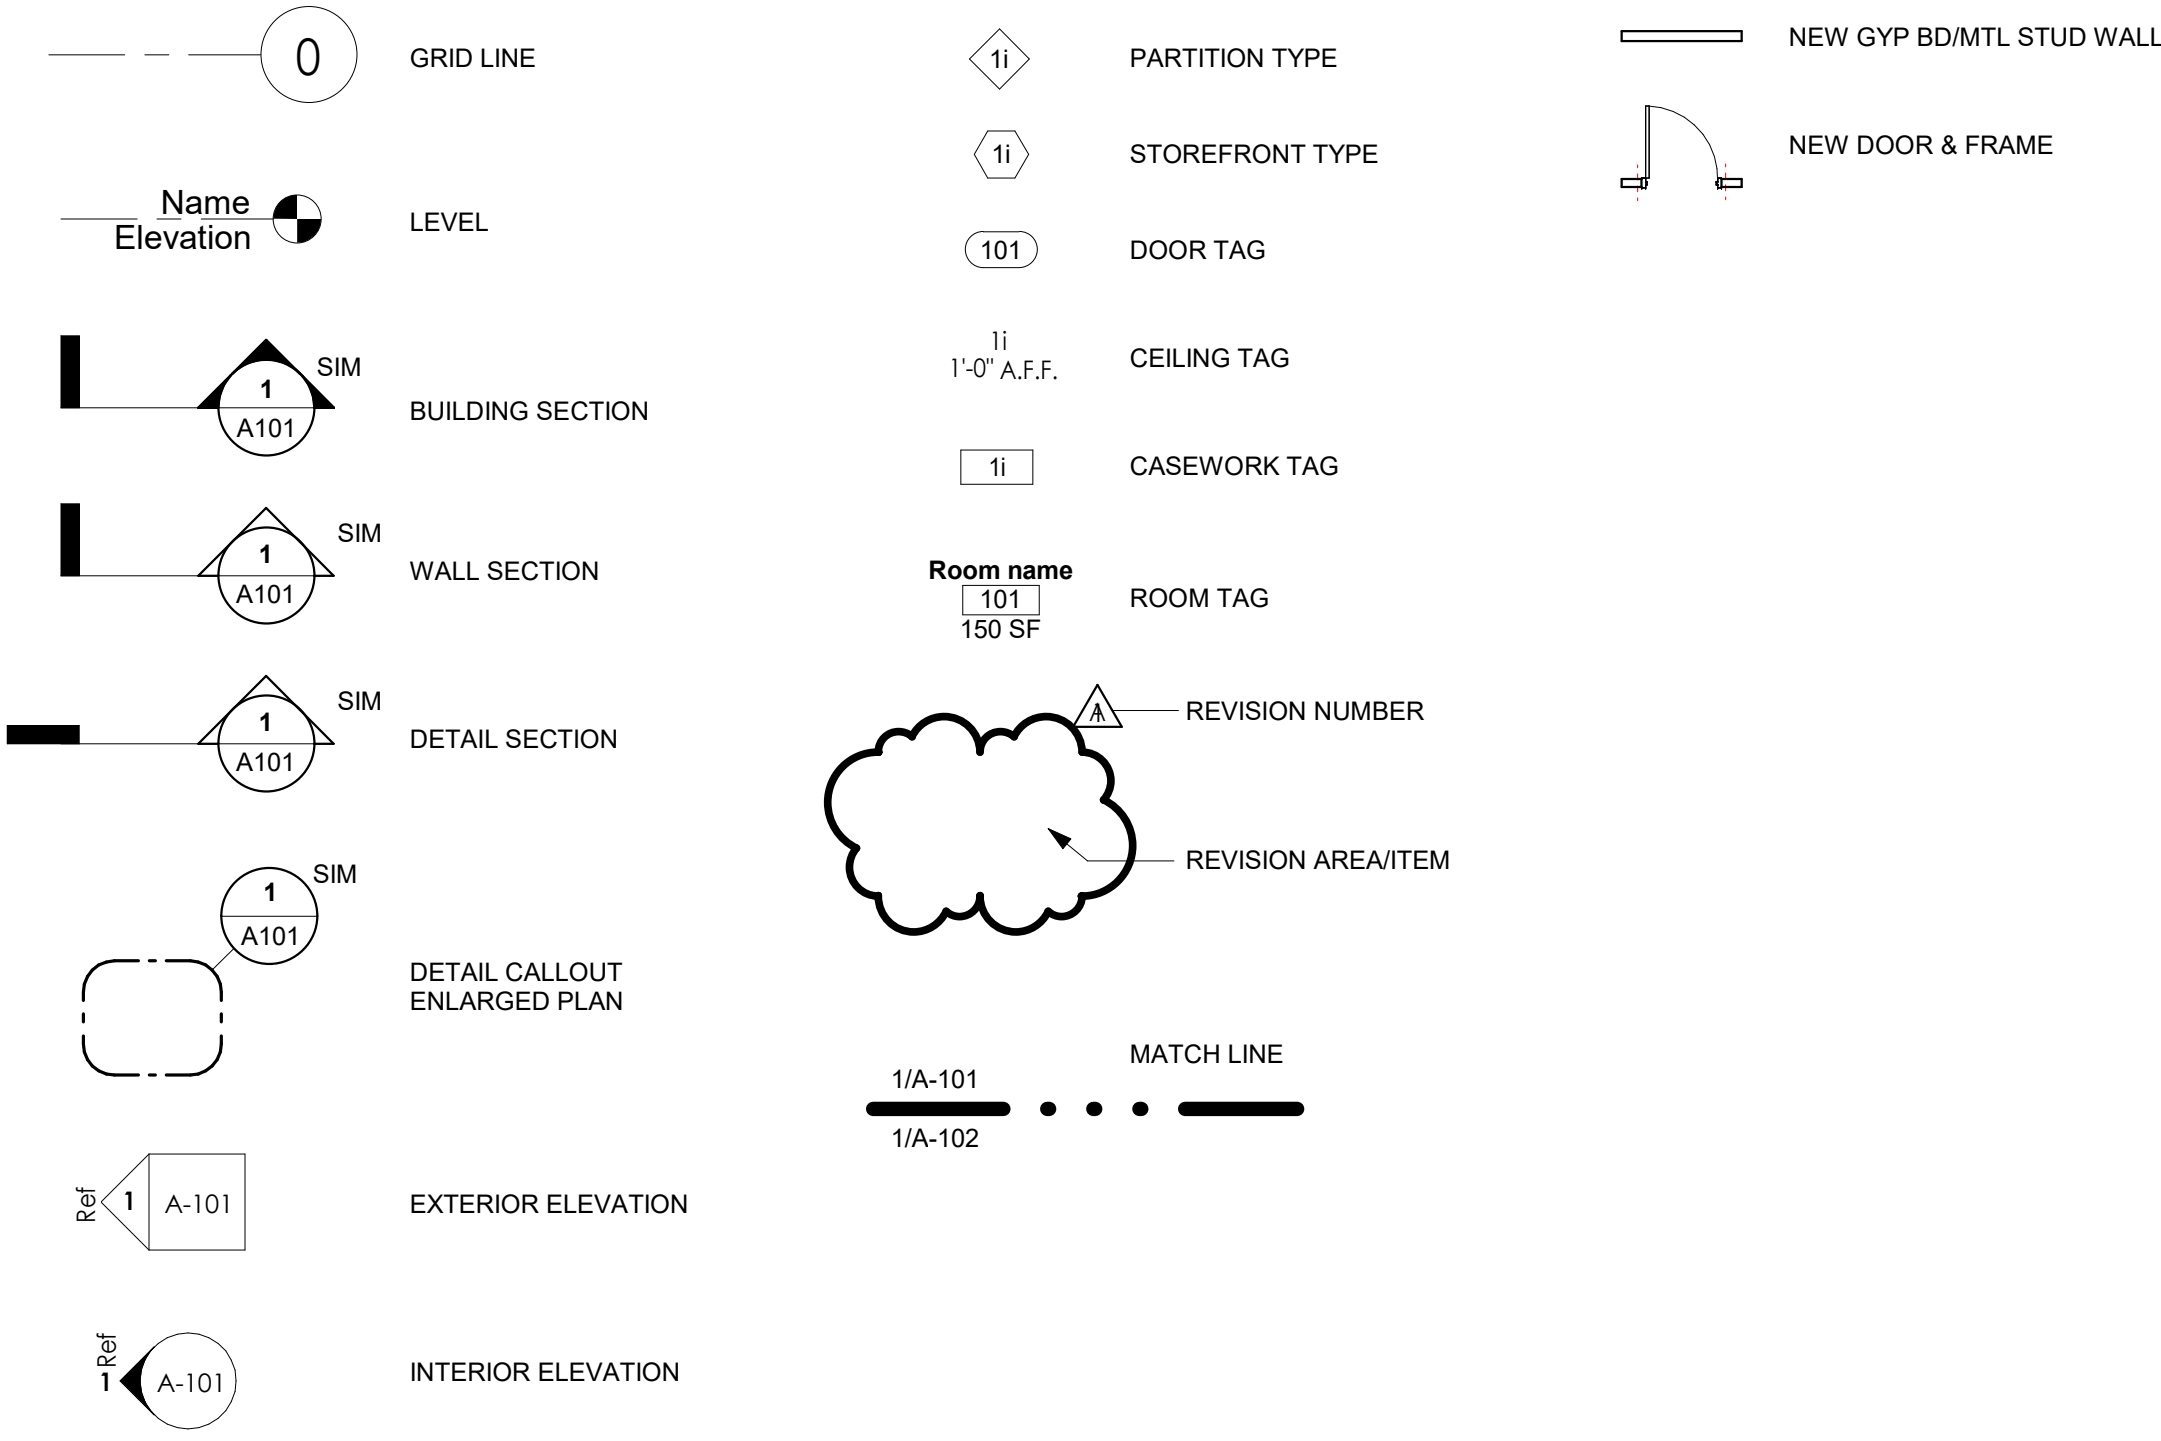 0
GRID LINE
Name
Elevation
LEVEL
SIM
1
A101
BUILDING SECTION
SIM
1
A101
WALL SECTION
SIM
1
A101
DETAIL SECTION
SIM
1
A101
DETAIL CALLOUT
ENLARGED PLAN
Ref
1
A-101
EXTERIOR ELEVATION
Ref
1
A-101
INTERIOR ELEVATION
1i
PARTITION TYPE
1i
STOREFRONT TYPE
101
DOOR TAG
1i
1'-0" A.F.F.
CEILING TAG
1i
CASEWORK TAG
Room name
101
150 SF
ROOM TAG
REVISION NUMBER
REVISION AREA/ITEM
MATCH LINE
1/A-101
1/A-102
NEW GYP BD/MTL STUD WALL
NEW DOOR & FRAME